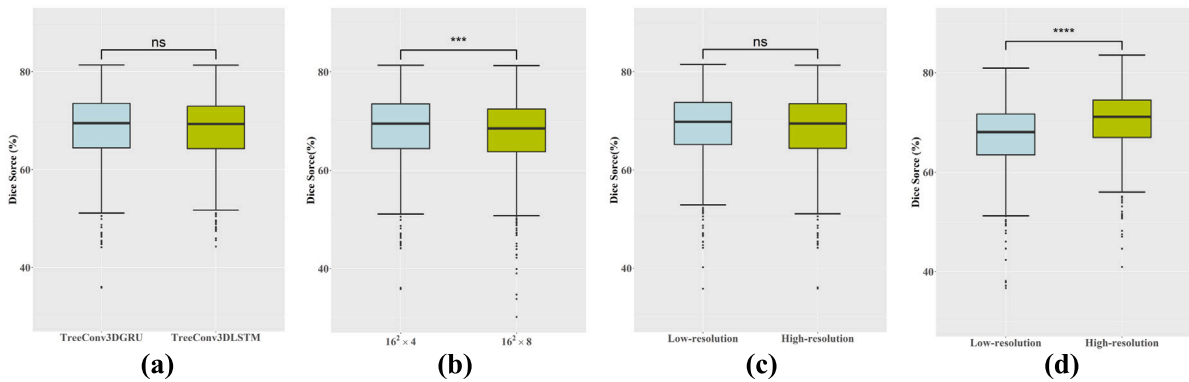 ns
80
60
40
Dice Sorce (%)
TreeConv3DGRU TreeConv3DLSTM
(a)
***
80
60
40
Dice Sorce(%)
16² × 4 16² × 8
(b)
ns
80
60
40
Dice Sorce (%)
Low-resolution High-resolution
(c)
****
80
60
40
Dice Sorce (%)
Low-resolution High-resolution
(d)